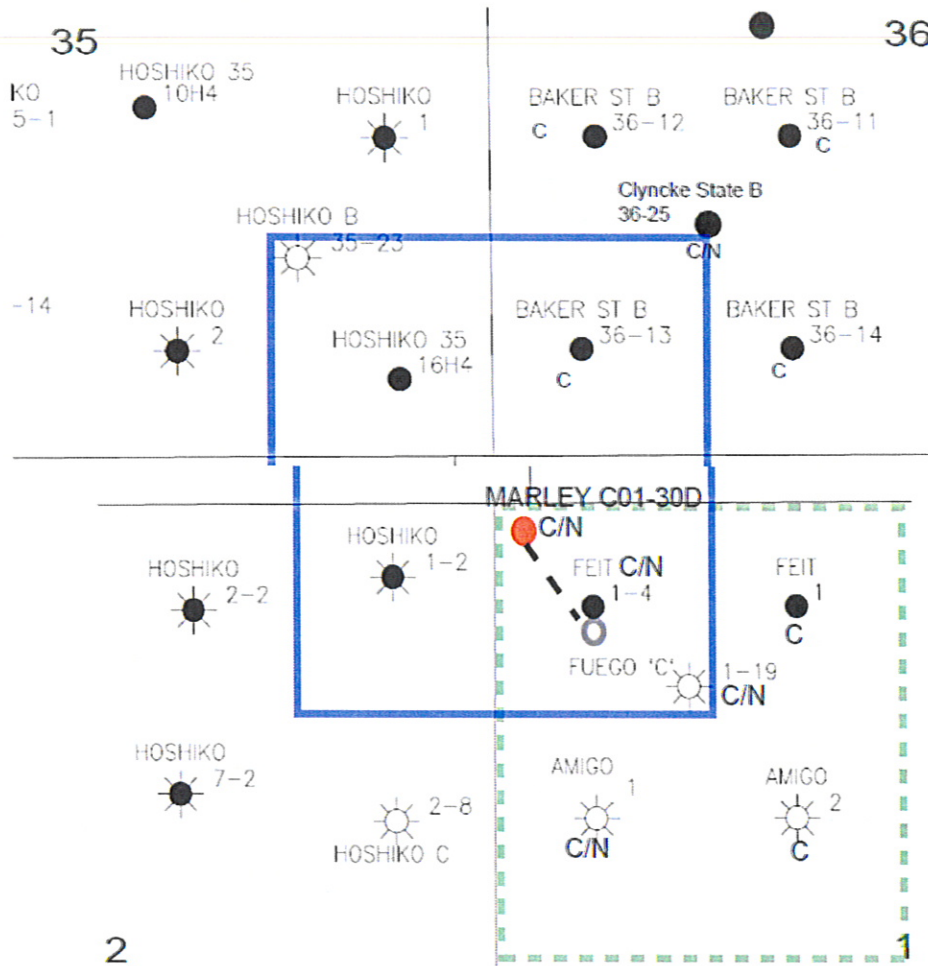 35
36
HOSHIKO 35
10H4
KO
5-1
HOSHIKO
1
BAKER ST B
36-12
C
BAKER ST B
36-11
C
Clyncke State B
36-25
C/N
HOSHIKO B
35-23
-14
HOSHIKO
2
HOSHIKO 35
16H4
BAKER ST B
36-13
C
BAKER ST B
36-14
C
MARLEY C01-30D
C/N
HOSHIKO
1-2
FEIT C/N
1-4
FEIT
1
C
HOSHIKO
2-2
FUEGO 'C'
1-19
C/N
HOSHIKO
7-2
AMIGO
1
C/N
AMIGO
2
C
2-8
HOSHIKO C
2
1